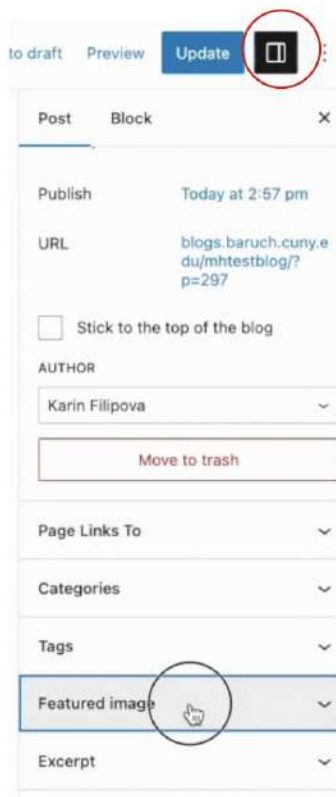 to draft Preview Update
Post Block
Publish Today at 2:57 pm
URL blogs.baruch.cuny.e
du/mhtestblog/?
p=297
Stick to the top of the blog
AUTHOR
Karin Filipova
Move to trash
Page Links To
Categories
Tags
Featured image
Excerpt